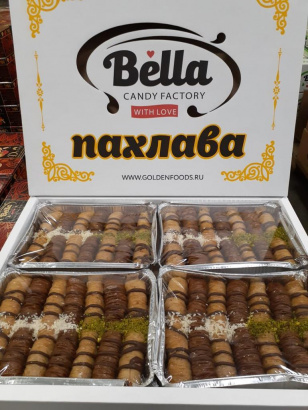 Bella
CANDY FACTORY
WITH LOVE
пахлава
WWW.GOLDENFOODS.RU